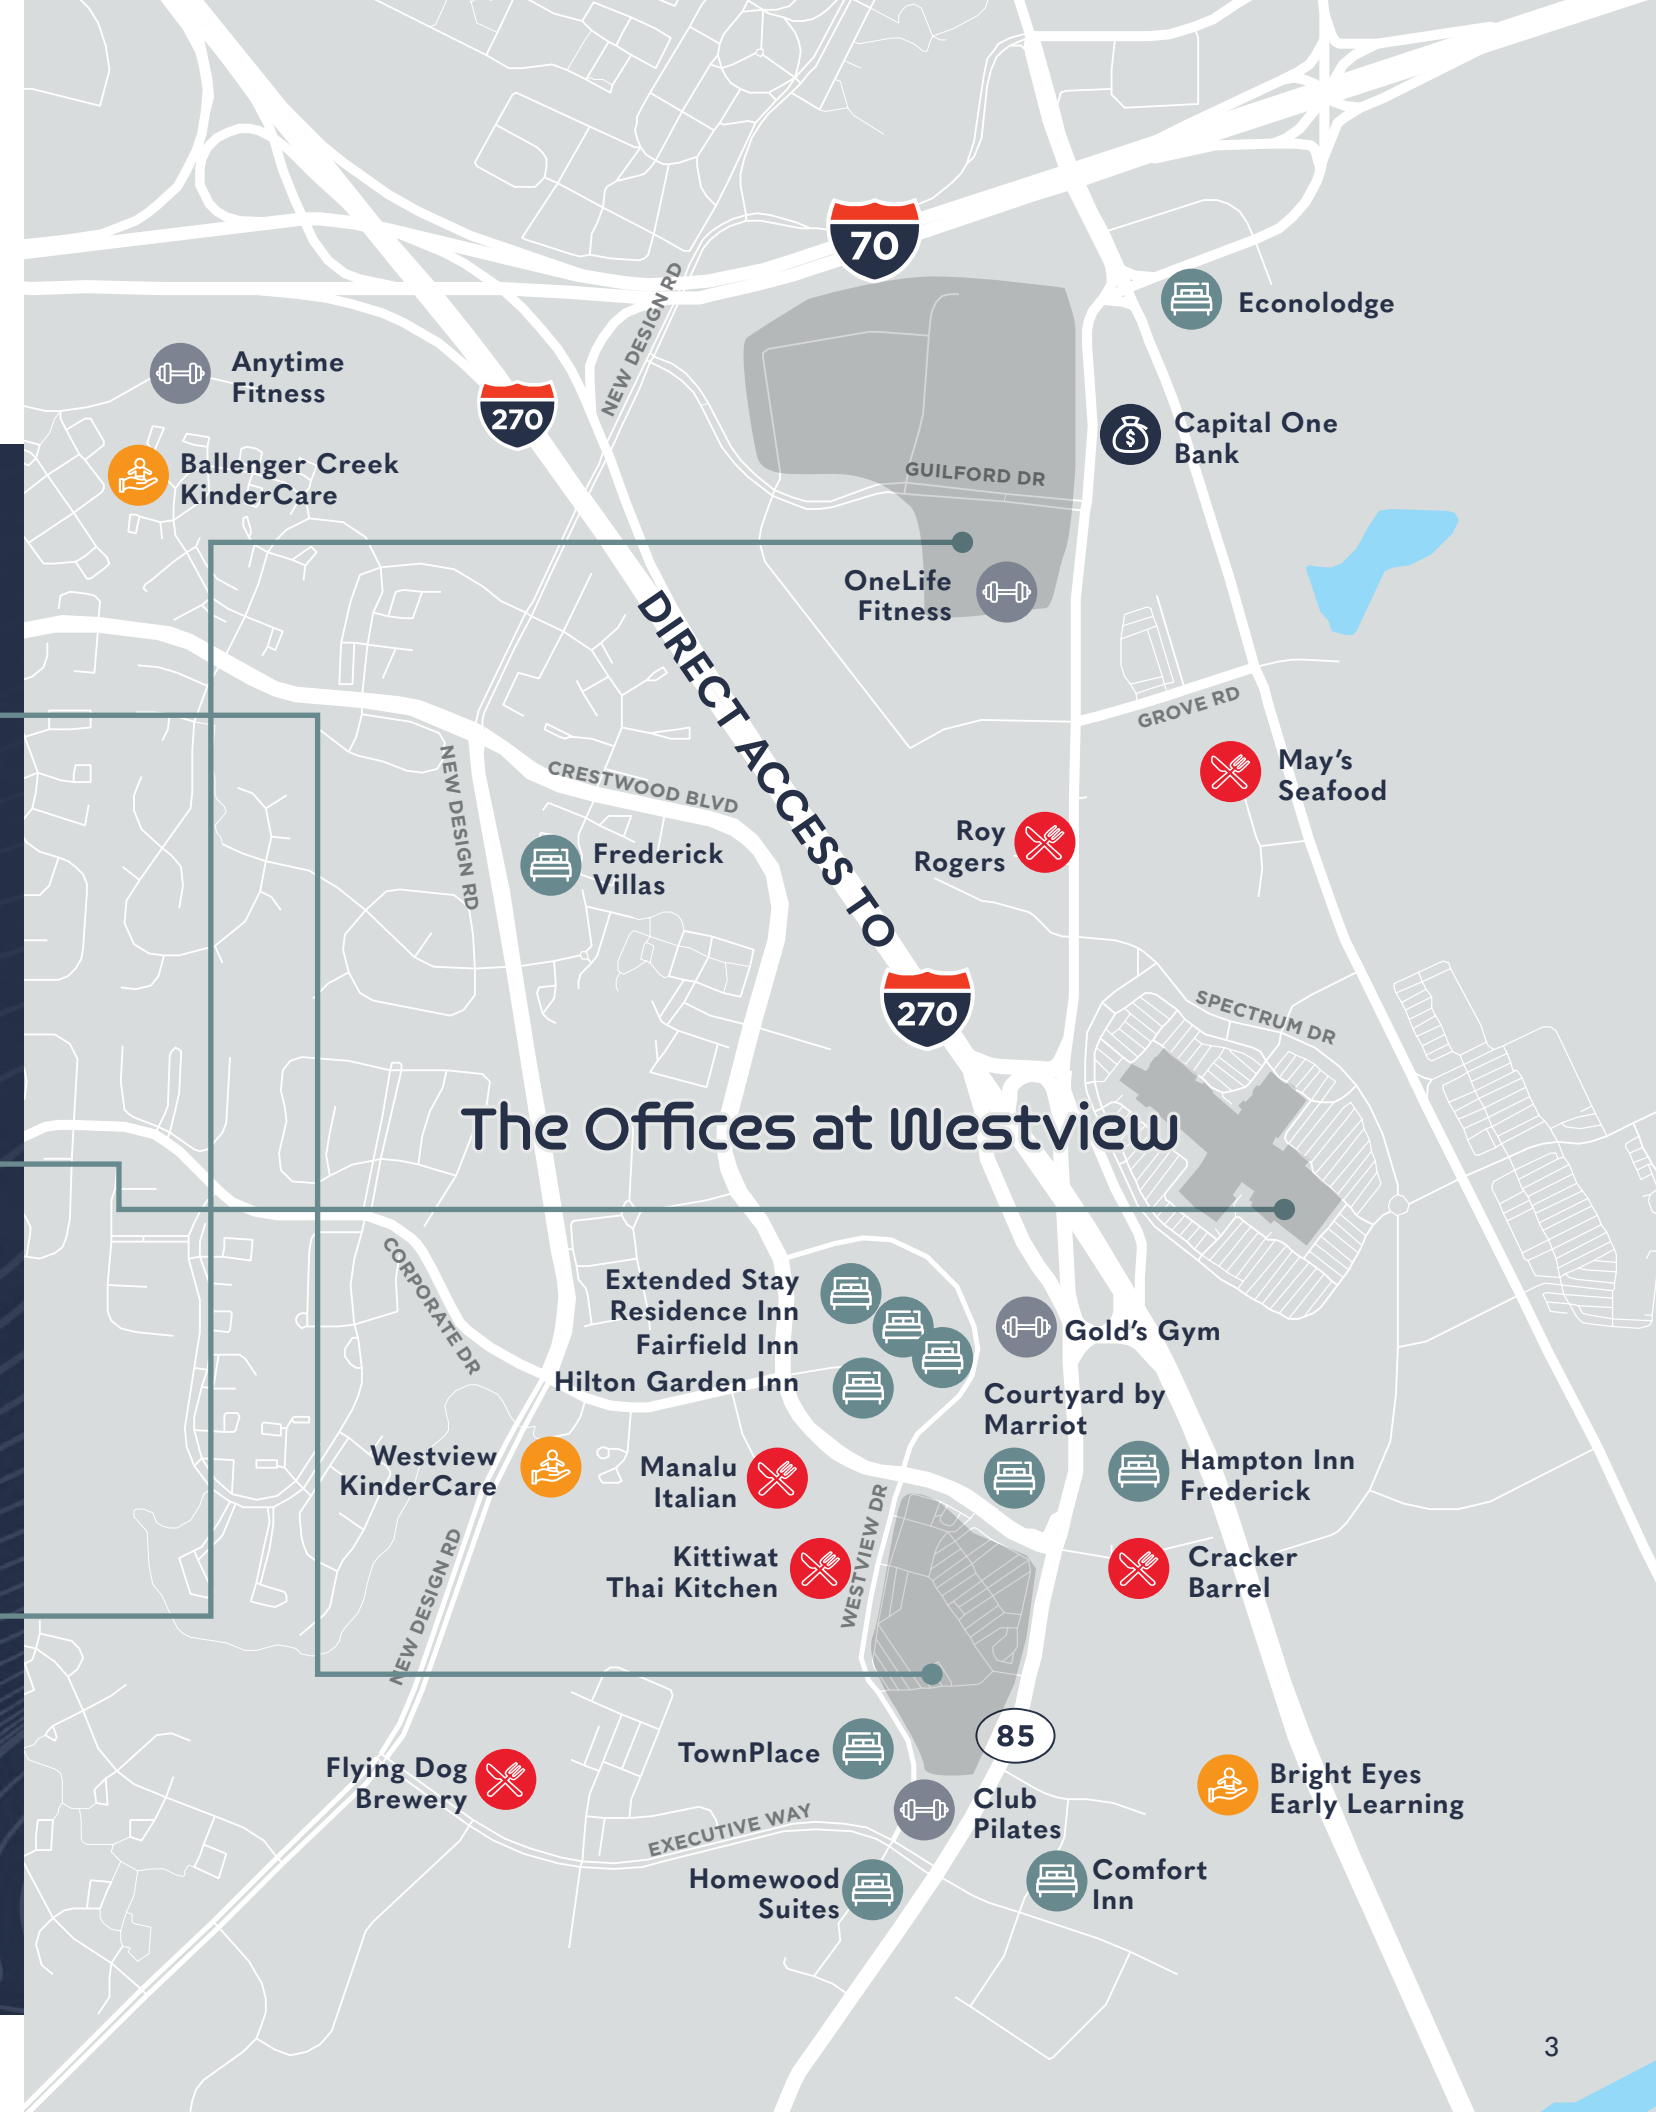 70
NEW DESIGN RD
Econolodge
Anytime
Fitness
270
Capital One
Bank
Ballenger Creek
KinderCare
GUILFORD DR
OneLife
Fitness
DIRECT ACCESS TO
270
GROVE RD
NEW DESIGN RD
CRESTWOOD BLVD
May's
Seafood
Roy
Rogers
Frederick
Villas
SPECTRUM DR
The Offices at Westview
CORPORATE DR
Extended Stay
Residence Inn
Fairfield Inn
Hilton Garden Inn
Gold's Gym
Courtyard by
Marriot
Westview
KinderCare
Manalu
Italian
Hampton Inn
Frederick
WESTVIEW DR
NEW DESIGN RD
Kittiwat
Thai Kitchen
Cracker
Barrel
85
TownPlace
Flying Dog
Brewery
Club
Pilates
Bright Eyes
Early Learning
EXECUTIVE WAY
Homewood
Suites
Comfort
Inn
3